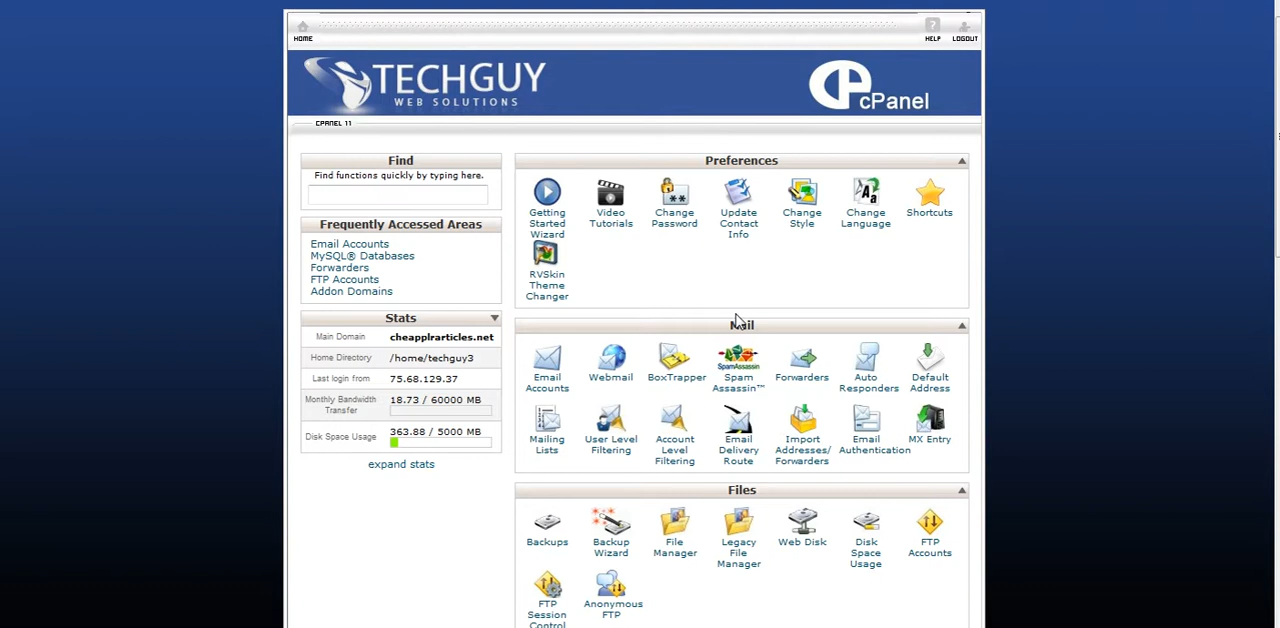 HOME
HELP
LOGOUT
TECHGUY
WEB SOLUTIONS
cPanel
CPANEL 11
Find
Find functions quickly by typing here.
Frequently Accessed Areas
Email Accounts
MySQL® Databases
Forwarders
FTP Accounts
Addon Domains
Stats
Main Domain cheapplrarticles.net
Home Directory /home/techguy3
Last login from 75.68.129.37
Monthly Bandwidth
Transfer
18.73 / 60000 MB
Disk Space Usage
363.88 / 5000 MB
expand stats
Preferences
Getting
Started
Wizard
Video
Tutorials
Change
Password
Update
Contact
Info
Change
Style
Change
Language
Shortcuts
RVSkin
Theme
Changer
Mail
Email
Accounts
Webmail
BoxTrapper
SpamAssassin
Spam
Assassin™
Forwarders
Auto
Responders
Default
Address
Mailing
Lists
User Level
Filtering
Account
Level
Filtering
Email
Delivery
Route
Import
Addresses/
Forwarders
Email
Authentication
MX Entry
Files
Backups
Backup
Wizard
File
Manager
Legacy
File
Manager
Web Disk
Disk
Space
Usage
FTP
Accounts
FTP
Session
Control
Anonymous
FTP